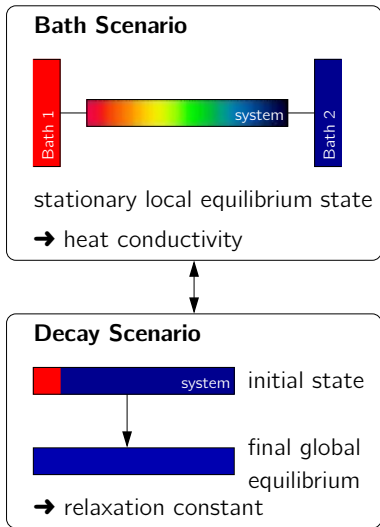 Bath Scenario
Bath 1
system
Bath 2
stationary local equilibrium state
➜ heat conductivity
Decay Scenario
system
initial state
final global
equilibrium
➜ relaxation constant